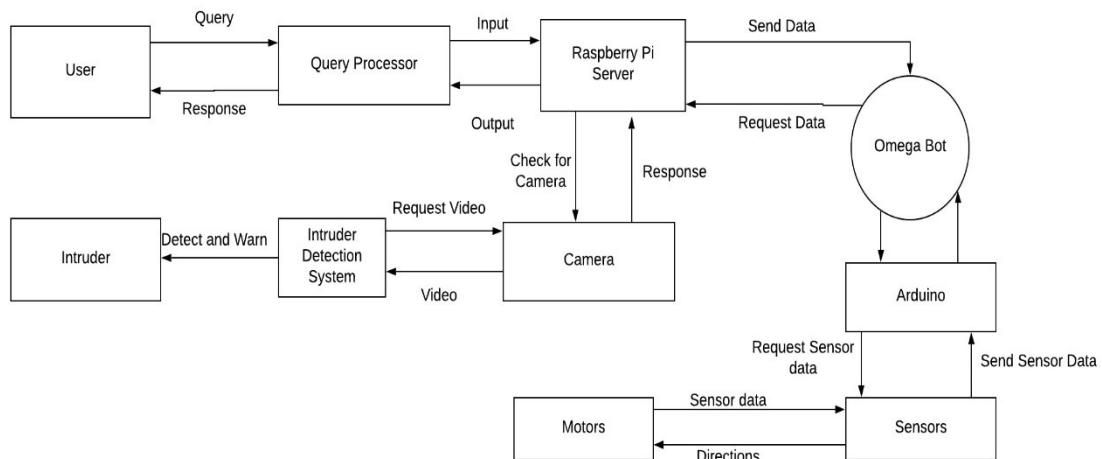 Query
Input
Send Data
User
Query Processor
Raspberry Pi
Server
Response
Output
Request Data
Omega Bot
Check for
Camera
Response
Request Video
Intruder
Detect and Warn
Intruder
Detection
System
Camera
Video
Arduino
Request Sensor
data
Send Sensor Data
Motors
Sensor data
Sensors
Directions